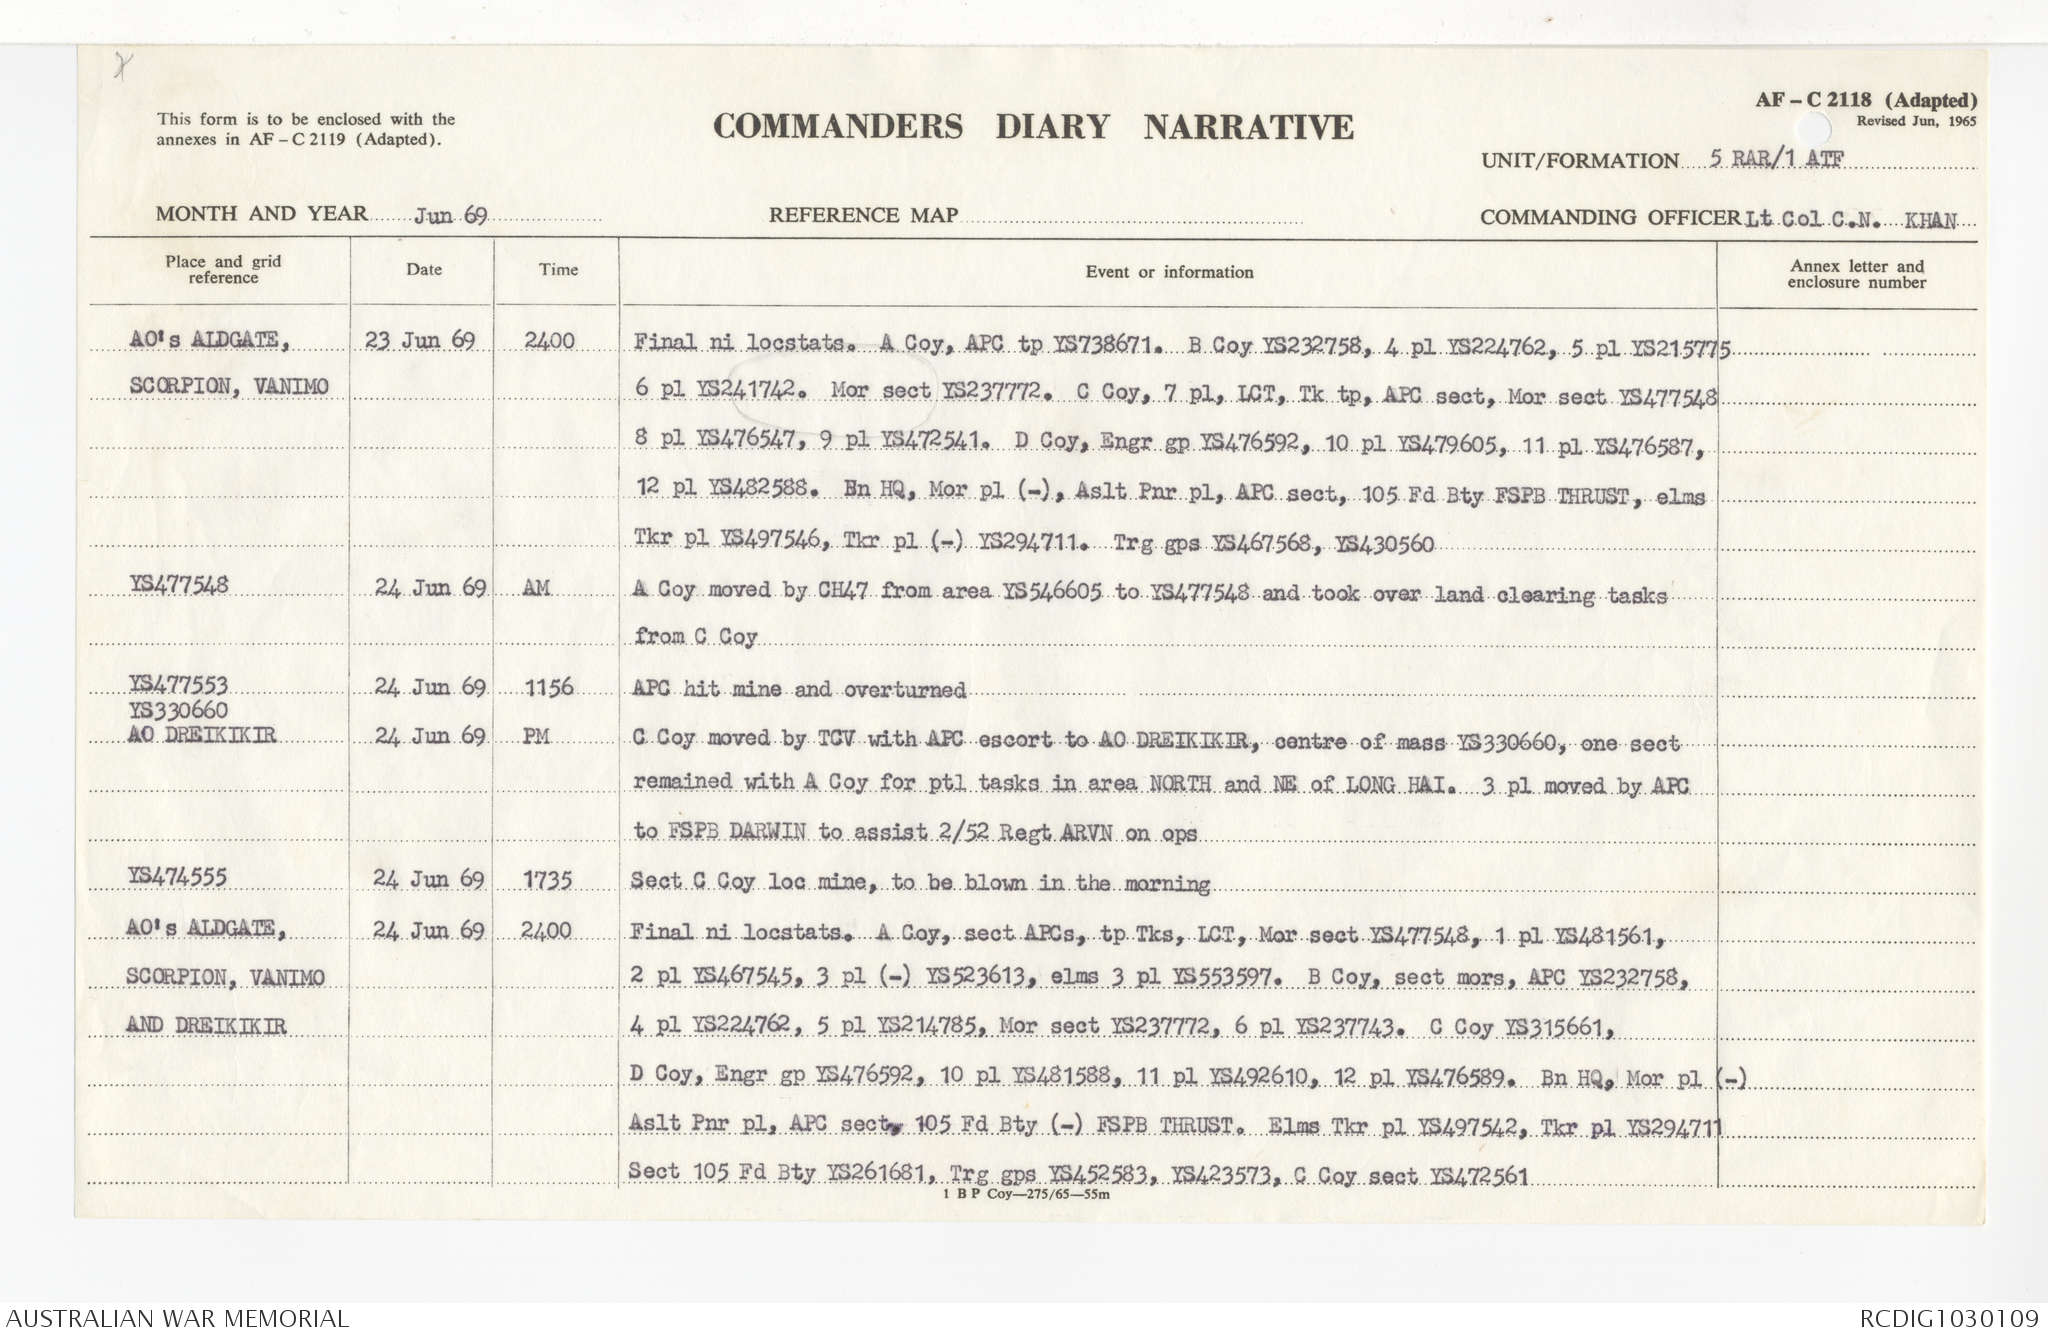 This form is to be enclosed with the
annexes in AF – C 2119 (Adapted).
COMMANDERS DIARY NARRATIVE
AF – C 2118 (Adapted)
Revised Jun, 1965
UNIT/FORMATION 5 RAR/1 ATF
MONTH AND YEAR Jun 69
REFERENCE MAP
COMMANDING OFFICER Lt Col C.N. KHAN
Place and grid
reference
Date
Time
Event or information
Annex letter and
enclosure number
AO's ALDGATE, 23 Jun 69 2400 Final ni locstats. A Coy, APC tp YS738671. B Coy YS232758, 4 pl YS224762, 5 pl YS215775
SCORPION, VANIMO 6 pl YS241742. Mor sect YS237772. C Coy, 7 pl, LCT, Tk tp, APC sect, Mor sect YS477548
8 pl YS476547, 9 pl YS472541. D Coy, Engr gp YS476592, 10 pl YS479605, 11 pl YS476587,
12 pl YS482588. Bn HQ, Mor pl (-), Aslt Pnr pl, APC sect, 105 Fd Bty FSPB THRUST, elms
Tkr pl YS497546, Tkr pl (-) YS294711. Trg gps YS467568, YS430560
YS477548 24 Jun 69 AM A Coy moved by CH47 from area YS546605 to YS477548 and took over land clearing tasks
from C Coy
YS477553 24 Jun 69 1156 APC hit mine and overturned
YS330660
AO DREIKIKIR 24 Jun 69 PM C Coy moved by TCV with APC escort to AO DREIKIKIR, centre of mass YS330660, one sect
remained with A Coy for ptl tasks in area NORTH and NE of LONG HAI. 3 pl moved by APC
to FSPB DARWIN to assist 2/52 Regt ARVN on ops
YS474555 24 Jun 69 1735 Sect C Coy loc mine, to be blown in the morning
AO's ALDGATE, 24 Jun 69 2400 Final ni locstats. A Coy, sect APCs, tp Tks, LCT, Mor sect YS477548, 1 pl YS481561,
SCORPION, VANIMO 2 pl YS467545, 3 pl (-) YS523613, elms 3 pl YS553597. B Coy, sect mors, APC YS232758,
AND DREIKIKIR 4 pl YS224762, 5 pl YS214785, Mor sect YS237772, 6 pl YS237743. C Coy YS315661,
D Coy, Engr gp YS476592, 10 pl YS481588, 11 pl YS492610, 12 pl YS476589. Bn HQ, Mor pl (-)
Aslt Pnr pl, APC sect, 105 Fd Bty (-) FSPB THRUST. Elms Tkr pl YS497542, Tkr pl YS294711
Sect 105 Fd Bty YS261681, Trg gps YS452583, YS423573, C Coy sect YS472561
1 B P Coy—275/65—55m
AUSTRALIAN WAR MEMORIAL
RCDIG1030109